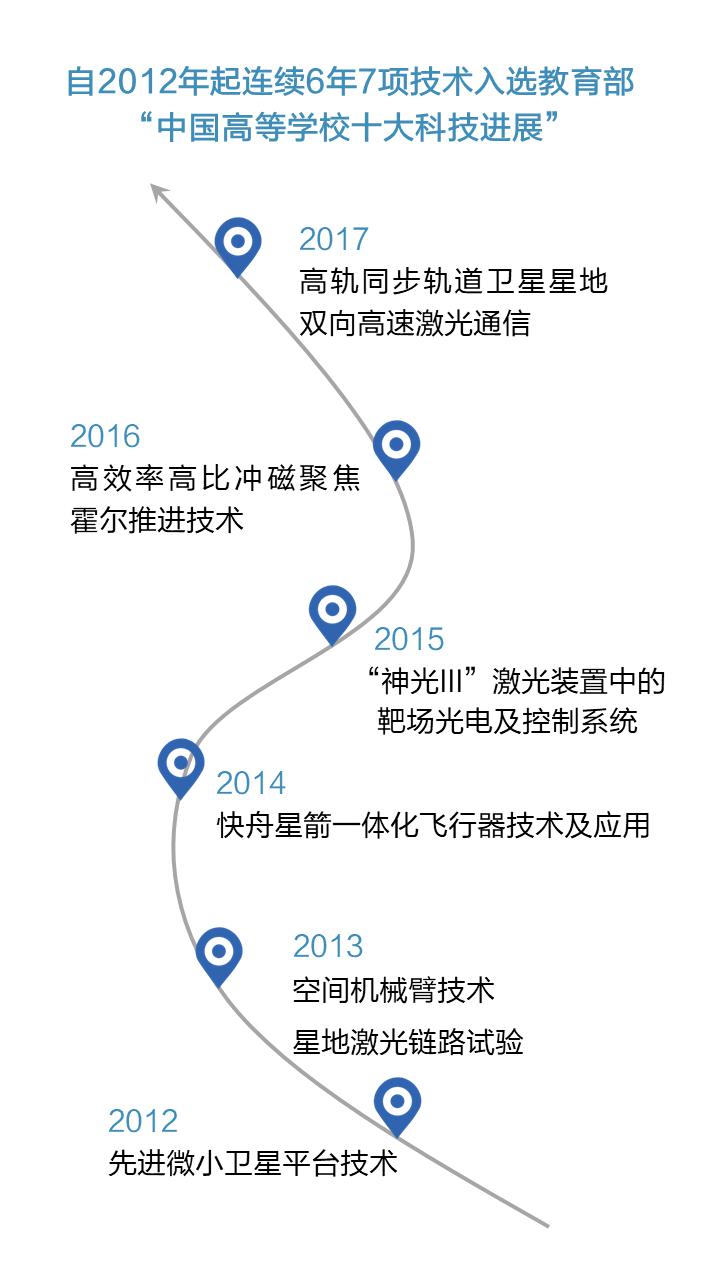 自2012年起连续6年7项技术入选教育部
“中国高等学校十大科技进展”
2017
高轨同步轨道卫星星地
双向高速激光通信
2016
高效率高比冲磁聚焦
霍尔推进技术
2015
“神光III”激光装置中的
靶场光电及控制系统
2014
快舟星箭一体化飞行器技术及应用
2013
空间机械臂技术
星地激光链路试验
2012
先进微小卫星平台技术